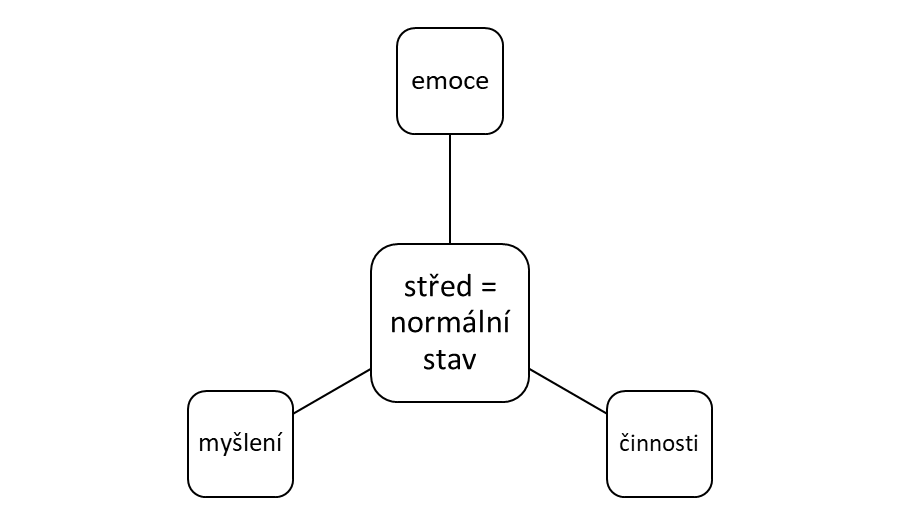 emoce
střed =
normální
stav
myšlení
činnosti